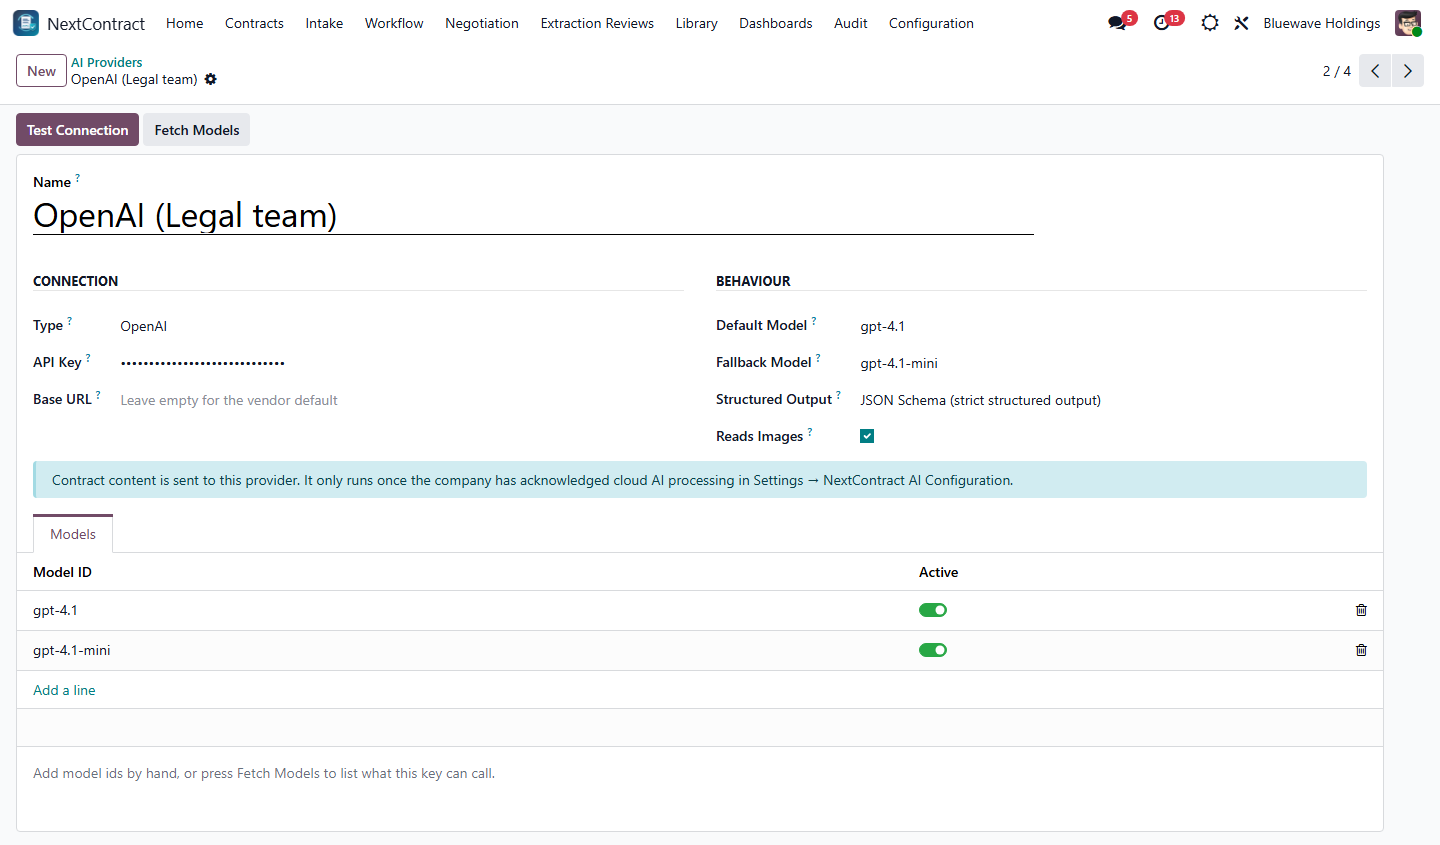 NextContract Home Contracts Intake Workflow Negotiation Extraction Reviews Library Dashboards Audit Configuration 5 13 Bluewave Holdings
New
AI Providers
OpenAI (Legal team)
2 / 4
Test Connection Fetch Models
Name ?
OpenAI (Legal team)
CONNECTION
Type ? OpenAI
API Key ? ••••••••••••••••••••••••••••
Base URL ? Leave empty for the vendor default
BEHAVIOUR
Default Model ? gpt-4.1
Fallback Model ? gpt-4.1-mini
Structured Output ? JSON Schema (strict structured output)
Reads Images ?
Contract content is sent to this provider. It only runs once the company has acknowledged cloud AI processing in Settings → NextContract AI Configuration.
Models
Model ID Active
gpt-4.1
gpt-4.1-mini
Add a line
Add model ids by hand, or press Fetch Models to list what this key can call.